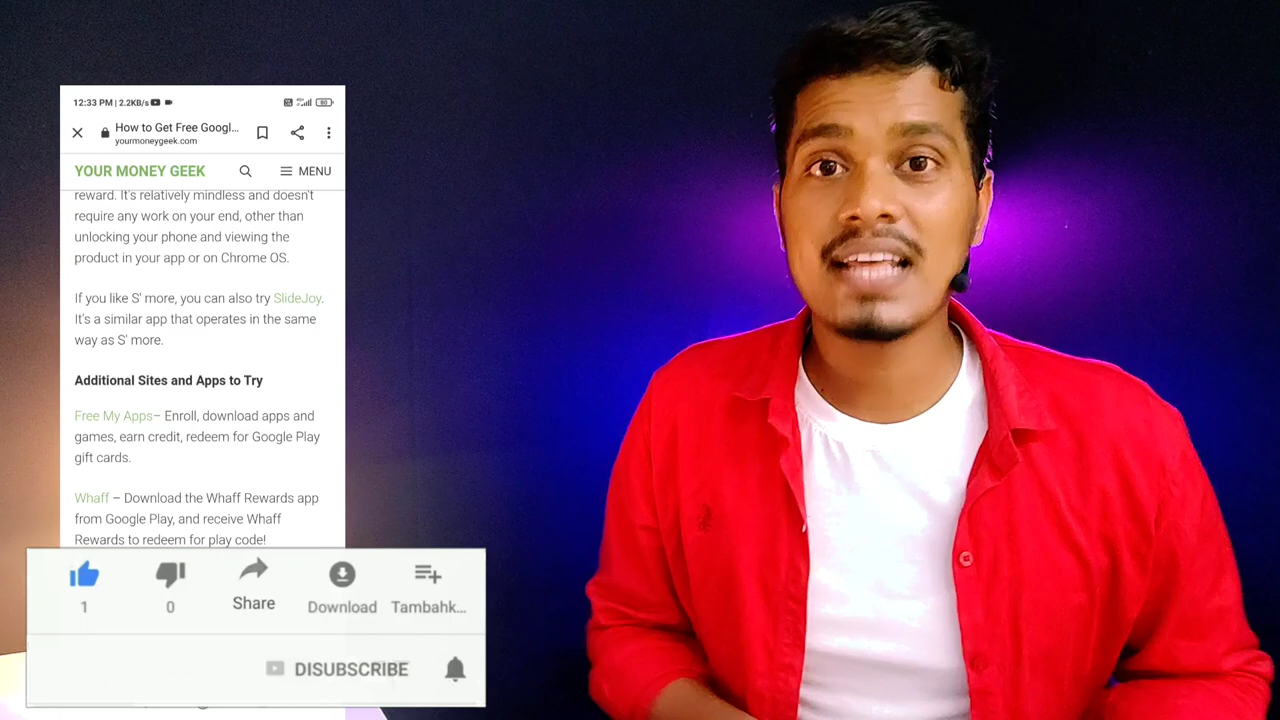 12:33 PM | 2.2KB/s
80
How to Get Free Googl...
yourmoneygeek.com
YOUR MONEY GEEK
MENU
reward. It's relatively mindless and doesn't
require any work on your end, other than
unlocking your phone and viewing the
product in your app or on Chrome OS.
If you like S' more, you can also try SlideJoy.
It's a similar app that operates in the same
way as S' more.
Additional Sites and Apps to Try
Free My Apps– Enroll, download apps and
games, earn credit, redeem for Google Play
gift cards.
Whaff – Download the Whaff Rewards app
from Google Play, and receive Whaff
Rewards to redeem for play code!
1
0
Share
Download
Tambahk...
DISUBSCRIBE